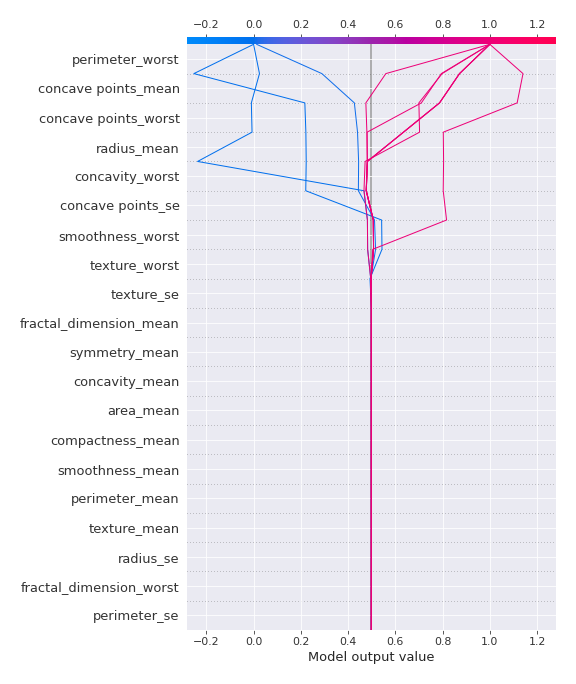 −0.2 0.0 0.2 0.4 0.6 0.8 1.0 1.2
perimeter_worst
concave points_mean
concave points_worst
radius_mean
concavity_worst
concave points_se
smoothness_worst
texture_worst
texture_se
fractal_dimension_mean
symmetry_mean
concavity_mean
area_mean
compactness_mean
smoothness_mean
perimeter_mean
texture_mean
radius_se
fractal_dimension_worst
perimeter_se
−0.2 0.0 0.2 0.4 0.6 0.8 1.0 1.2
Model output value